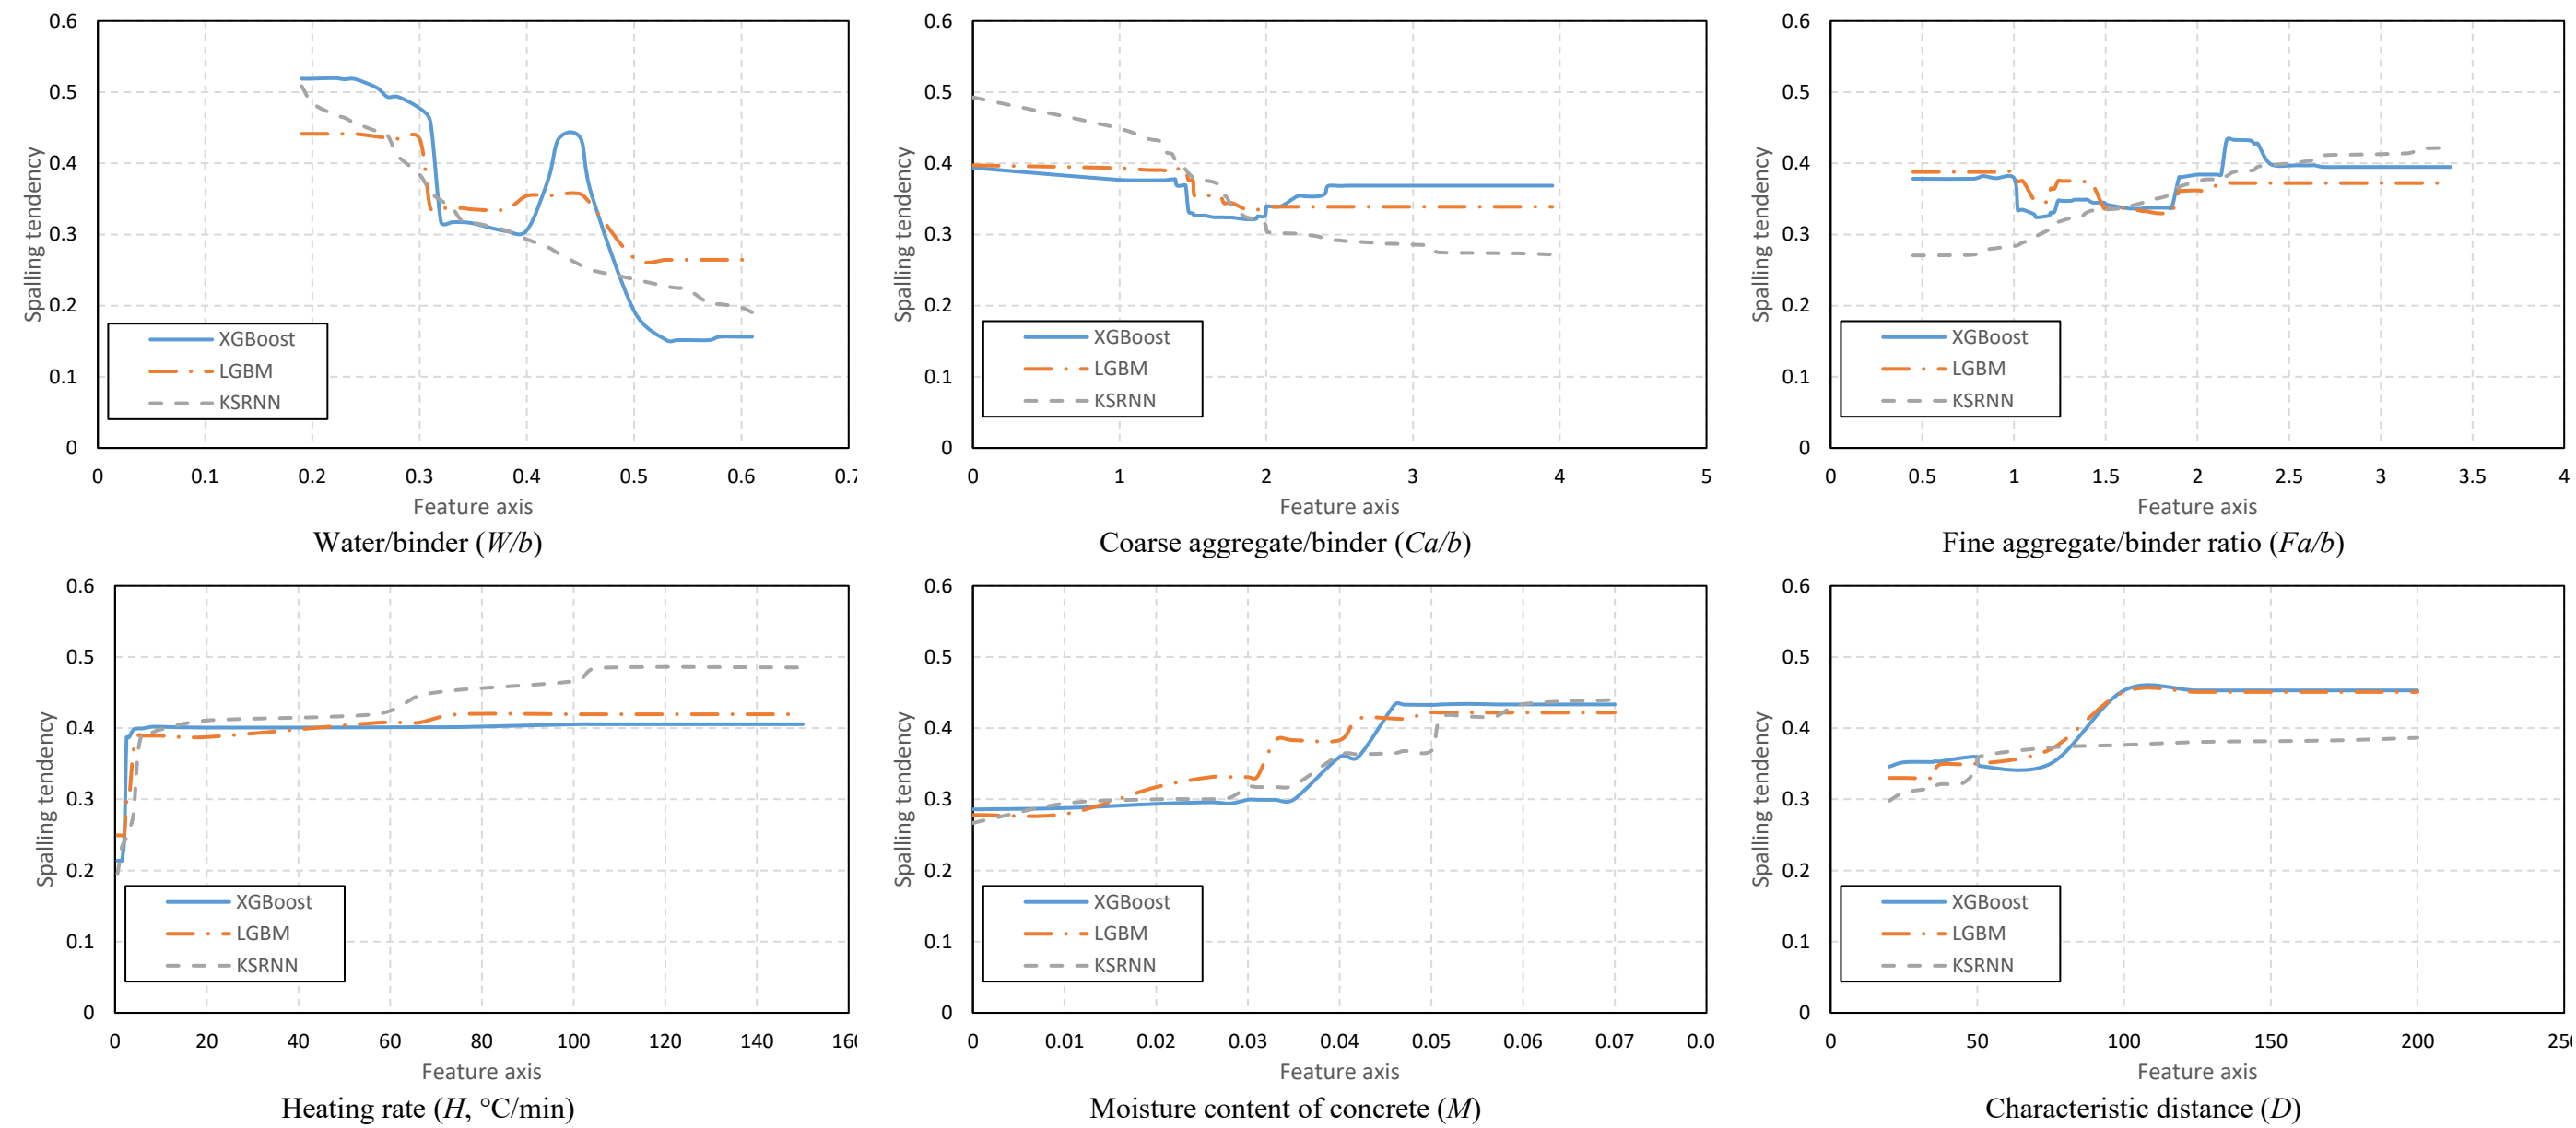 0.6
0.5
0.4
0.3
0.2
0.1
0
Spalling tendency
XGBoost
LGBM
KSRNN
0 0.1 0.2 0.3 0.4 0.5 0.6 0.7
Feature axis
Water/binder (W/b)
0.6
0.5
0.4
0.3
0.2
0.1
0
Spalling tendency
XGBoost
LGBM
KSRNN
0 1 2 3 4 5
Feature axis
Coarse aggregate/binder (Ca/b)
0.6
0.5
0.4
0.3
0.2
0.1
0
Spalling tendency
XGBoost
LGBM
KSRNN
0 0.5 1 1.5 2 2.5 3 3.5 4
Feature axis
Fine aggregate/binder ratio (Fa/b)
0.6
0.5
0.4
0.3
0.2
0.1
0
Spalling tendency
XGBoost
LGBM
KSRNN
0 20 40 60 80 100 120 140 160
Feature axis
Heating rate (H, °C/min)
0.6
0.5
0.4
0.3
0.2
0.1
0
Spalling tendency
XGBoost
LGBM
KSRNN
0 0.01 0.02 0.03 0.04 0.05 0.06 0.07 0.0
Feature axis
Moisture content of concrete (M)
0.6
0.5
0.4
0.3
0.2
0.1
0
Spalling tendency
XGBoost
LGBM
KSRNN
0 50 100 150 200 250
Feature axis
Characteristic distance (D)